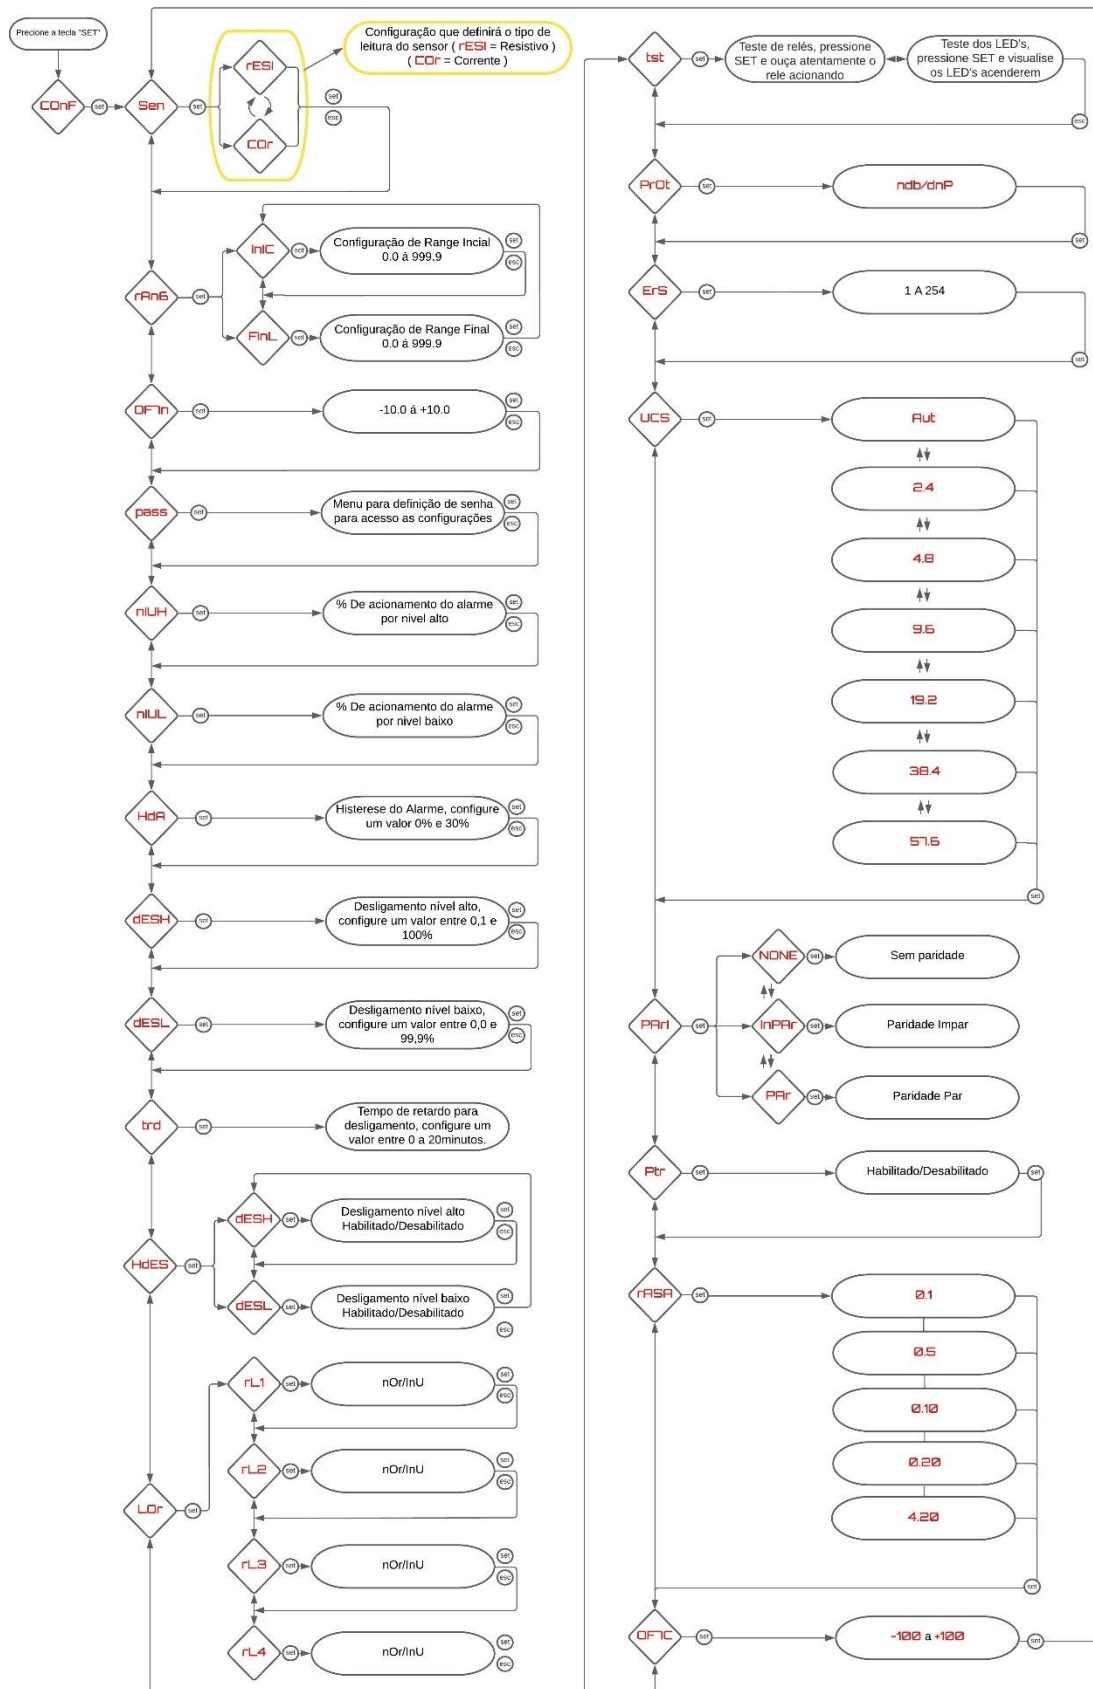 Precione a tecla "SET"
COnF
set
Sen
set
rESI
COr
set
esc
Configuração que definirá o tipo de
leitura do sensor ( rESI = Resistivo )
( COr = Corrente )
rAnG
set
InIC
set
Configuração de Range Incial
0.0 á 999.9
set
esc
FInL
set
Configuração de Range Final
0.0 á 999.9
set
esc
OFTn
set
-10.0 á +10.0
set
esc
pass
set
Menu para definição de senha
para acesso as configurações
set
esc
nIUH
set
% De acionamento do alarme
por nivel alto
set
esc
nIUL
set
% De acionamento do alarme
por nivel baixo
set
esc
HdA
set
Histerese do Alarme, configure
um valor 0% e 30%
set
esc
dESH
set
Desligamento nível alto,
configure um valor entre 0,1 e
100%
set
esc
dESL
set
Desligamento nível baixo,
configure um valor entre 0,0 e
99,9%
set
esc
trd
set
Tempo de retardo para
desligamento, configure um
valor entre 0 a 20minutos.
HdES
set
dESH
set
Desligamento nível alto
Habilitado/Desabilitado
set
esc
dESL
set
Desligamento nível baixo
Habilitado/Desabilitado
set
esc
LOr
set
rL1
set
nOr/InU
set
esc
rL2
set
nOr/InU
set
esc
rL3
set
nOr/InU
set
esc
rL4
set
nOr/InU
set
esc
tst
set
Teste de relés, pressione
SET e ouça atentamente o
rele acionando
Teste dos LED's,
pressione SET e visualise
os LED's acenderem
esc
PrOt
set
ndb/dnP
set
ErS
set
1 A 254
set
UCS
set
Aut
2.4
4.8
9.6
19.2
38.4
57.6
set
PArI
set
NONE
set
Sem paridade
InPAr
set
Paridade Impar
PAr
set
Paridade Par
Ptr
set
Habilitado/Desabilitado
set
rASA
set
0.1
0.5
0.10
0.20
4.20
set
OFTC
set
-100 a +100
set